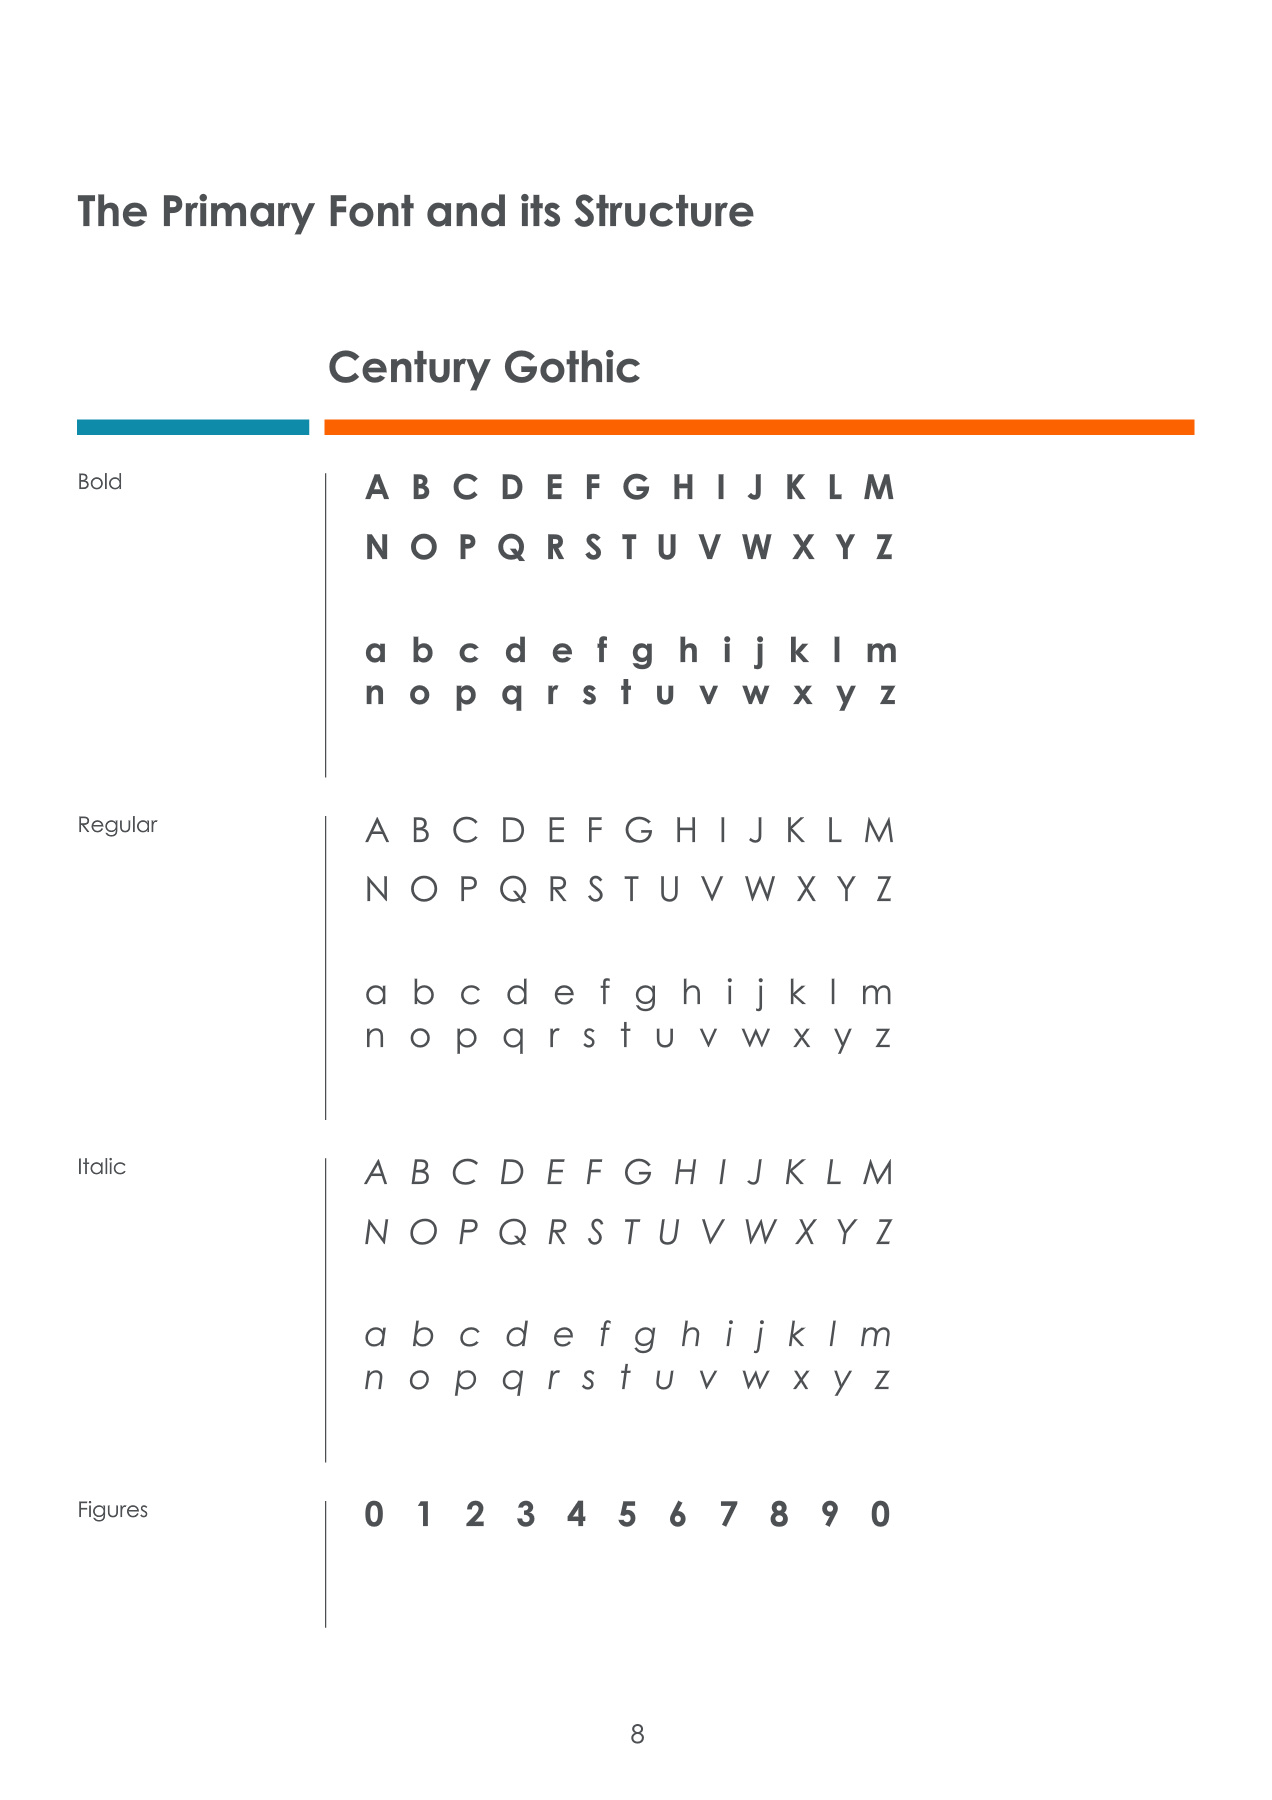 The Primary Font and its Structure
Century Gothic
Bold
A B C D E F G H I J K L M
N O P Q R S T U V W X Y Z
a b c d e f g h i j k l m
n o p q r s t u v w x y z
Regular
A B C D E F G H I J K L M
N O P Q R S T U V W X Y Z
a b c d e f g h i j k l m
n o p q r s t u v w x y z
Italic
A B C D E F G H I J K L M
N O P Q R S T U V W X Y Z
a b c d e f g h i j k l m
n o p q r s t u v w x y z
Figures
0 1 2 3 4 5 6 7 8 9 0
8